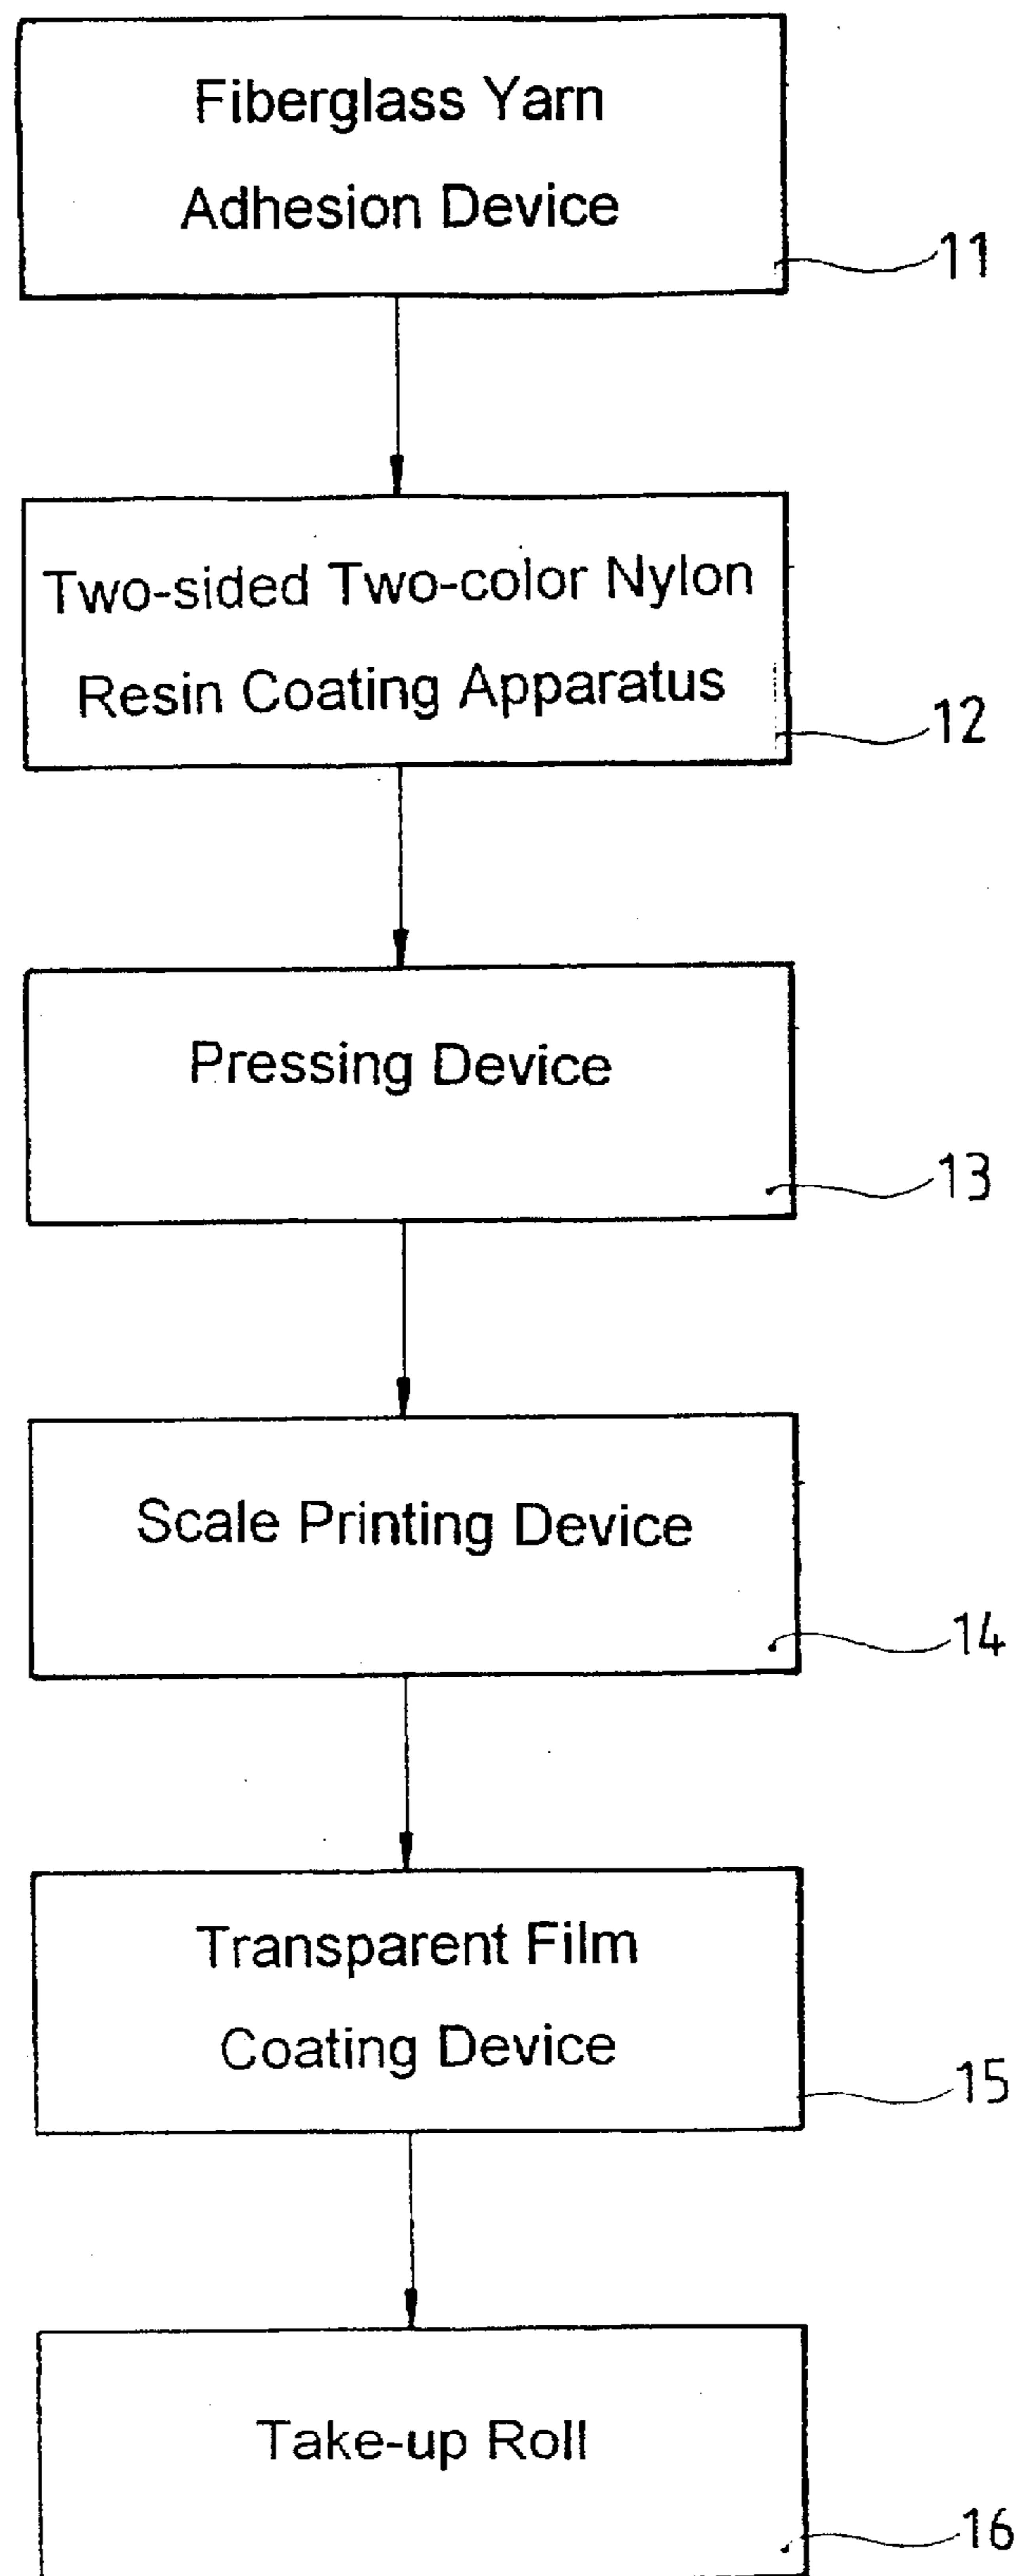 Fiberglass Yarn
Adhesion Device
11
Two-sided Two-color Nylon
Resin Coating Apparatus
12
Pressing Device
13
Scale Printing Device
14
Transparent Film
Coating Device
15
Take-up Roll
16